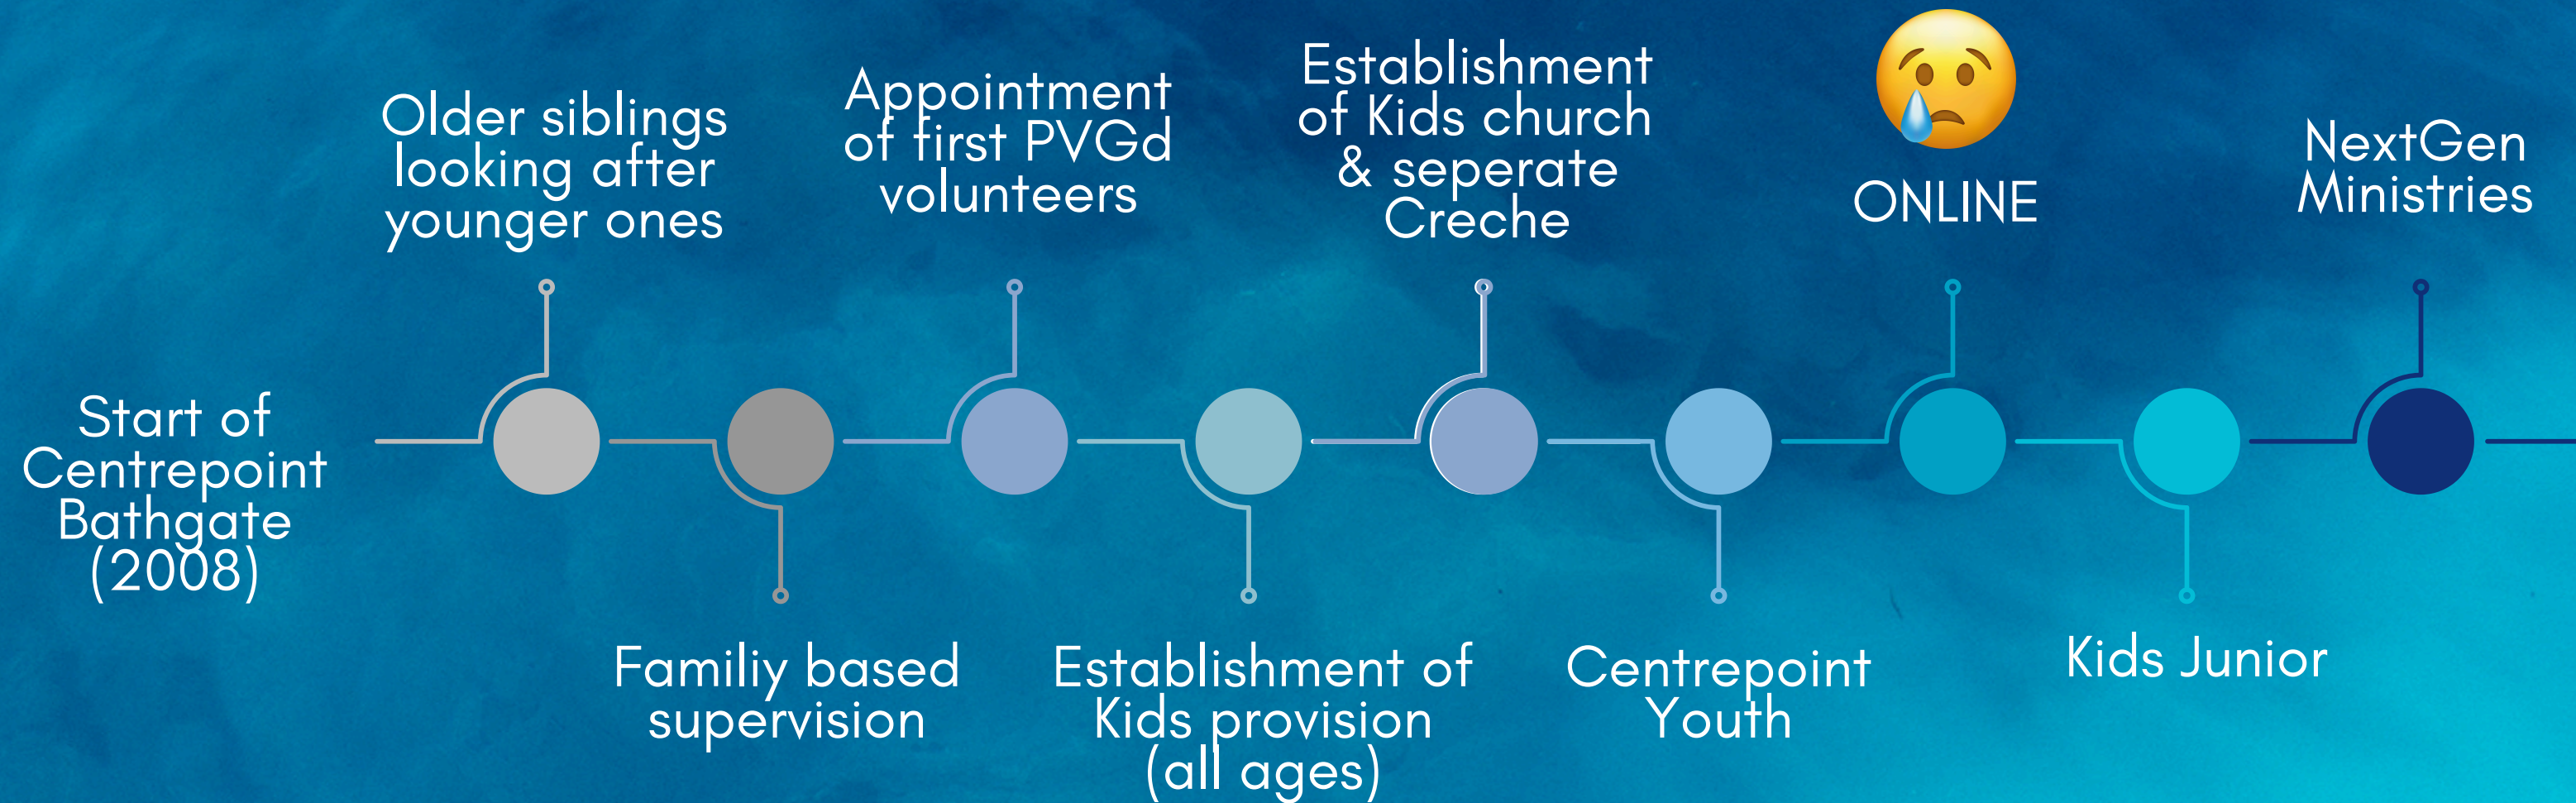 Start of
Centrepoint
Bathgate
(2008)
Older siblings
looking after
younger ones
Familiy based
supervision
Appointment
of first PVGd
volunteers
Establishment of
Kids provision
(all ages)
Establishment
of Kids church
& seperate
Creche
Centrepoint
Youth
ONLINE
Kids Junior
NextGen
Ministries